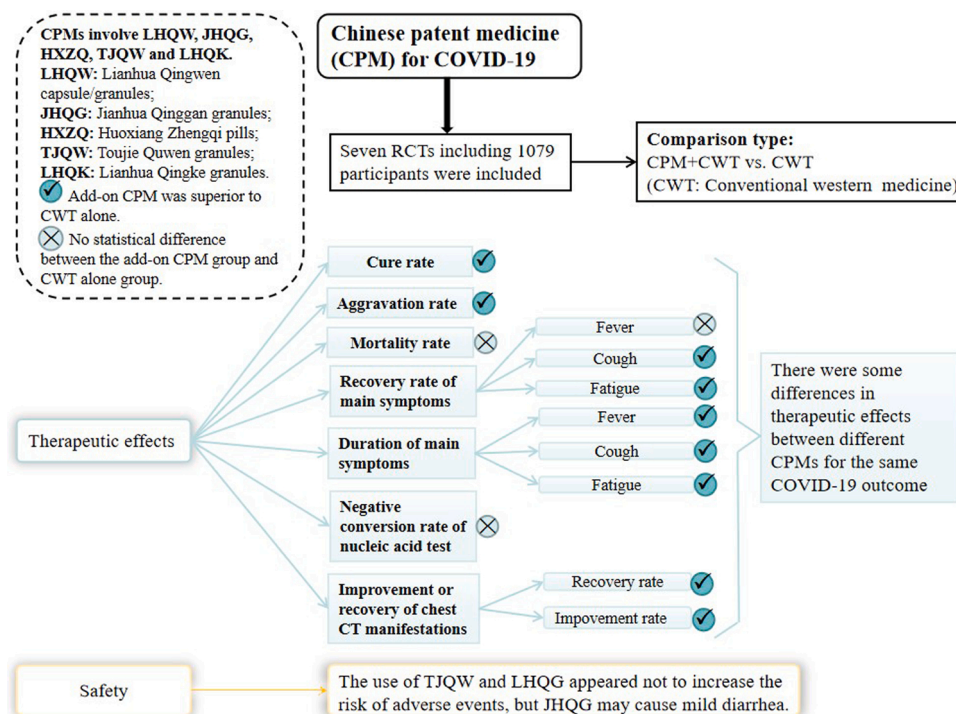 CPMs involve LHQW, JHQG,
HXZQ, TJQW and LHQK.
LHQW: Lianhua Qingwen
capsule/granules;
JHQG: Jianhua Qinggan granules;
HXZQ: Huoxiang Zhengqi pills;
TJQW: Toujie Quwen granules;
LHQK: Lianhua Qingke granules.
Add-on CPM was superior to
CWT alone.
No statistical difference
between the add-on CPM group and
CWT alone group.
Chinese patent medicine
(CPM) for COVID-19
Seven RCTs including 1079
participants were included
Comparison type:
CPM+CWT vs. CWT
(CWT: Conventional western medicine)
Therapeutic effects
Cure rate
Aggravation rate
Mortality rate
Recovery rate of
main symptoms
Fever
Cough
Fatigue
Duration of main
symptoms
Fever
Cough
Fatigue
Negative
conversion rate of
nucleic acid test
Improvement or
recovery of chest
CT manifestations
Recovery rate
Impovement rate
There were some
differences in
therapeutic effects
between different
CPMs for the same
COVID-19 outcome
Safety
The use of TJQW and LHQG appeared not to increase the
risk of adverse events, but JHQG may cause mild diarrhea.